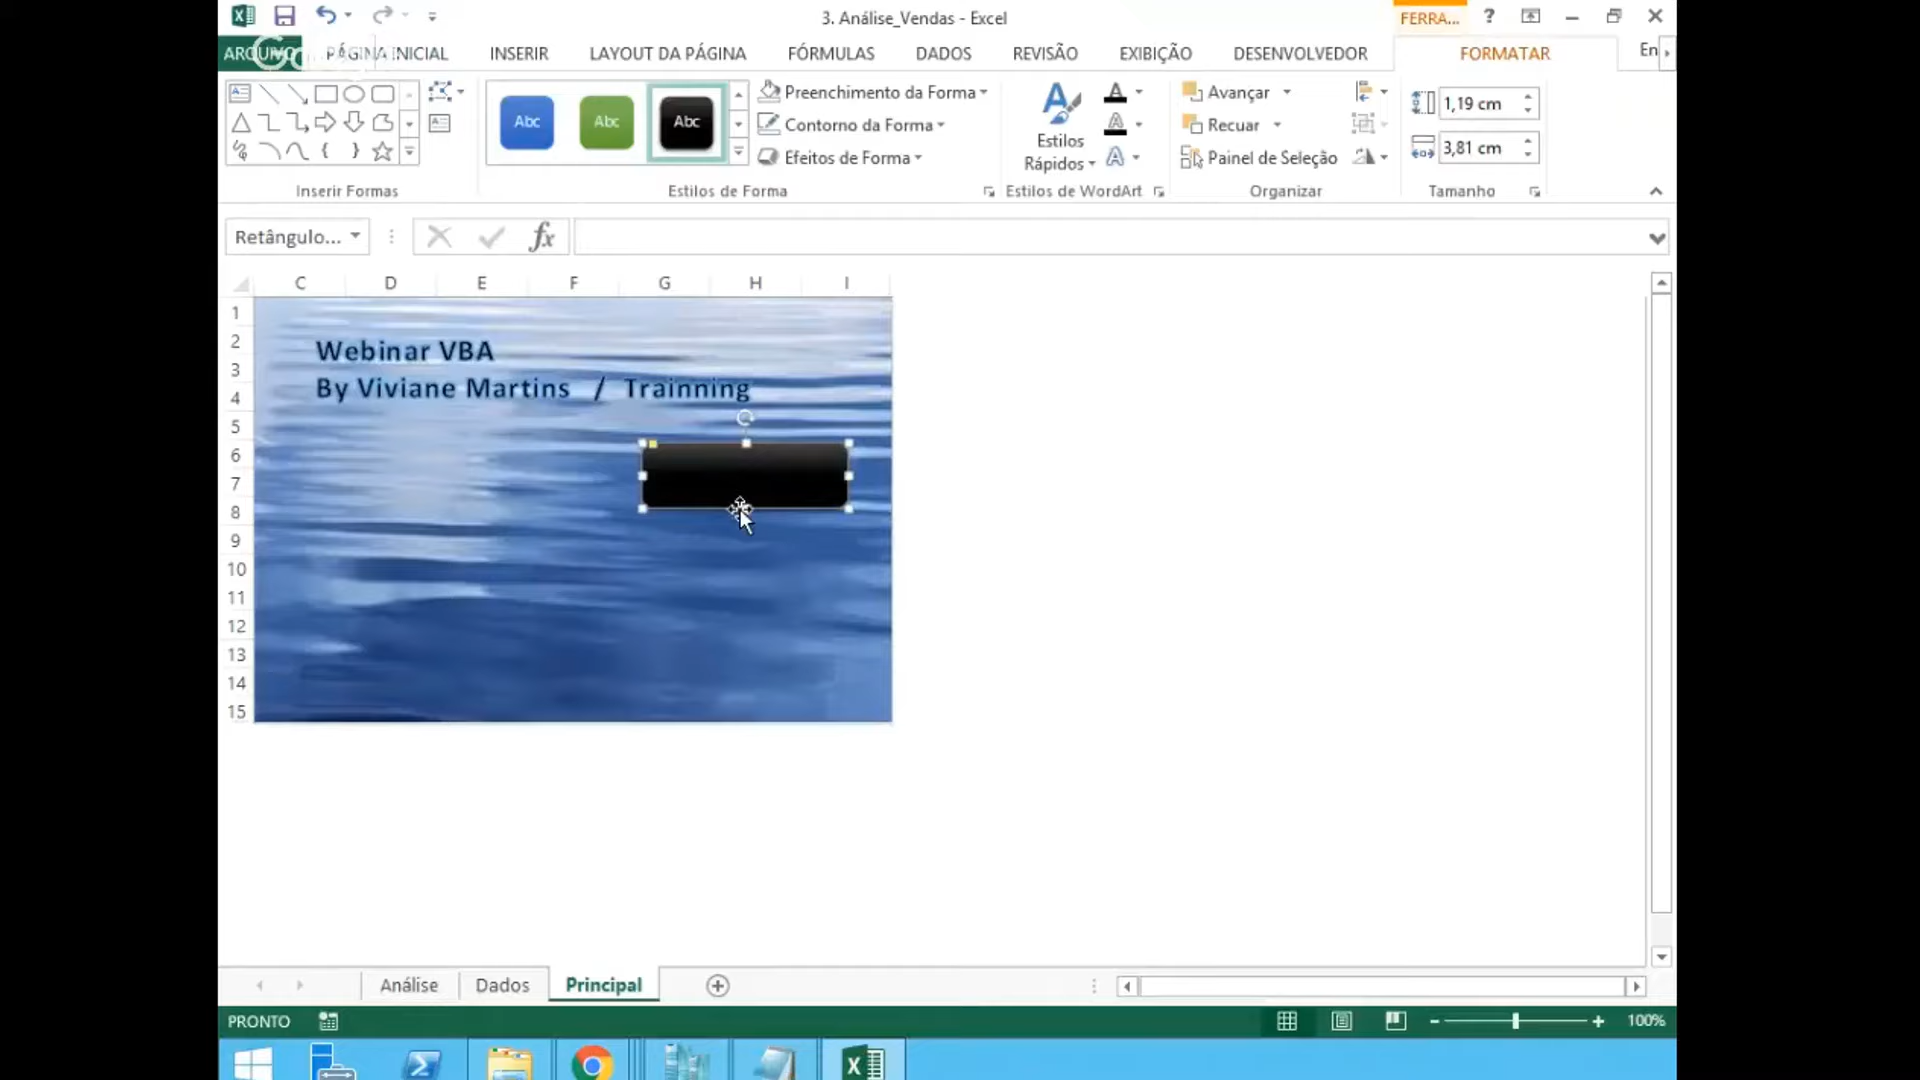 3. Análise_Vendas - Excel
FERRA...
?
ARQUIVO
PÁGINA INICIAL
INSERIR
LAYOUT DA PÁGINA
FÓRMULAS
DADOS
REVISÃO
EXIBIÇÃO
DESENVOLVEDOR
FORMATAR
En
Abc
Abc
Abc
Preenchimento da Forma
Contorno da Forma
Efeitos de Forma
Estilos
Rápidos
Avançar
Recuar
Painel de Seleção
1,19 cm
3,81 cm
Inserir Formas
Estilos de Forma
Estilos de WordArt
Organizar
Tamanho
Retângulo...
fx
C D E F G H I
1
2
3
4
5
6
7
8
9
10
11
12
13
14
15
Webinar VBA
By Viviane Martins / Trainning
Análise
Dados
Principal
PRONTO
100%